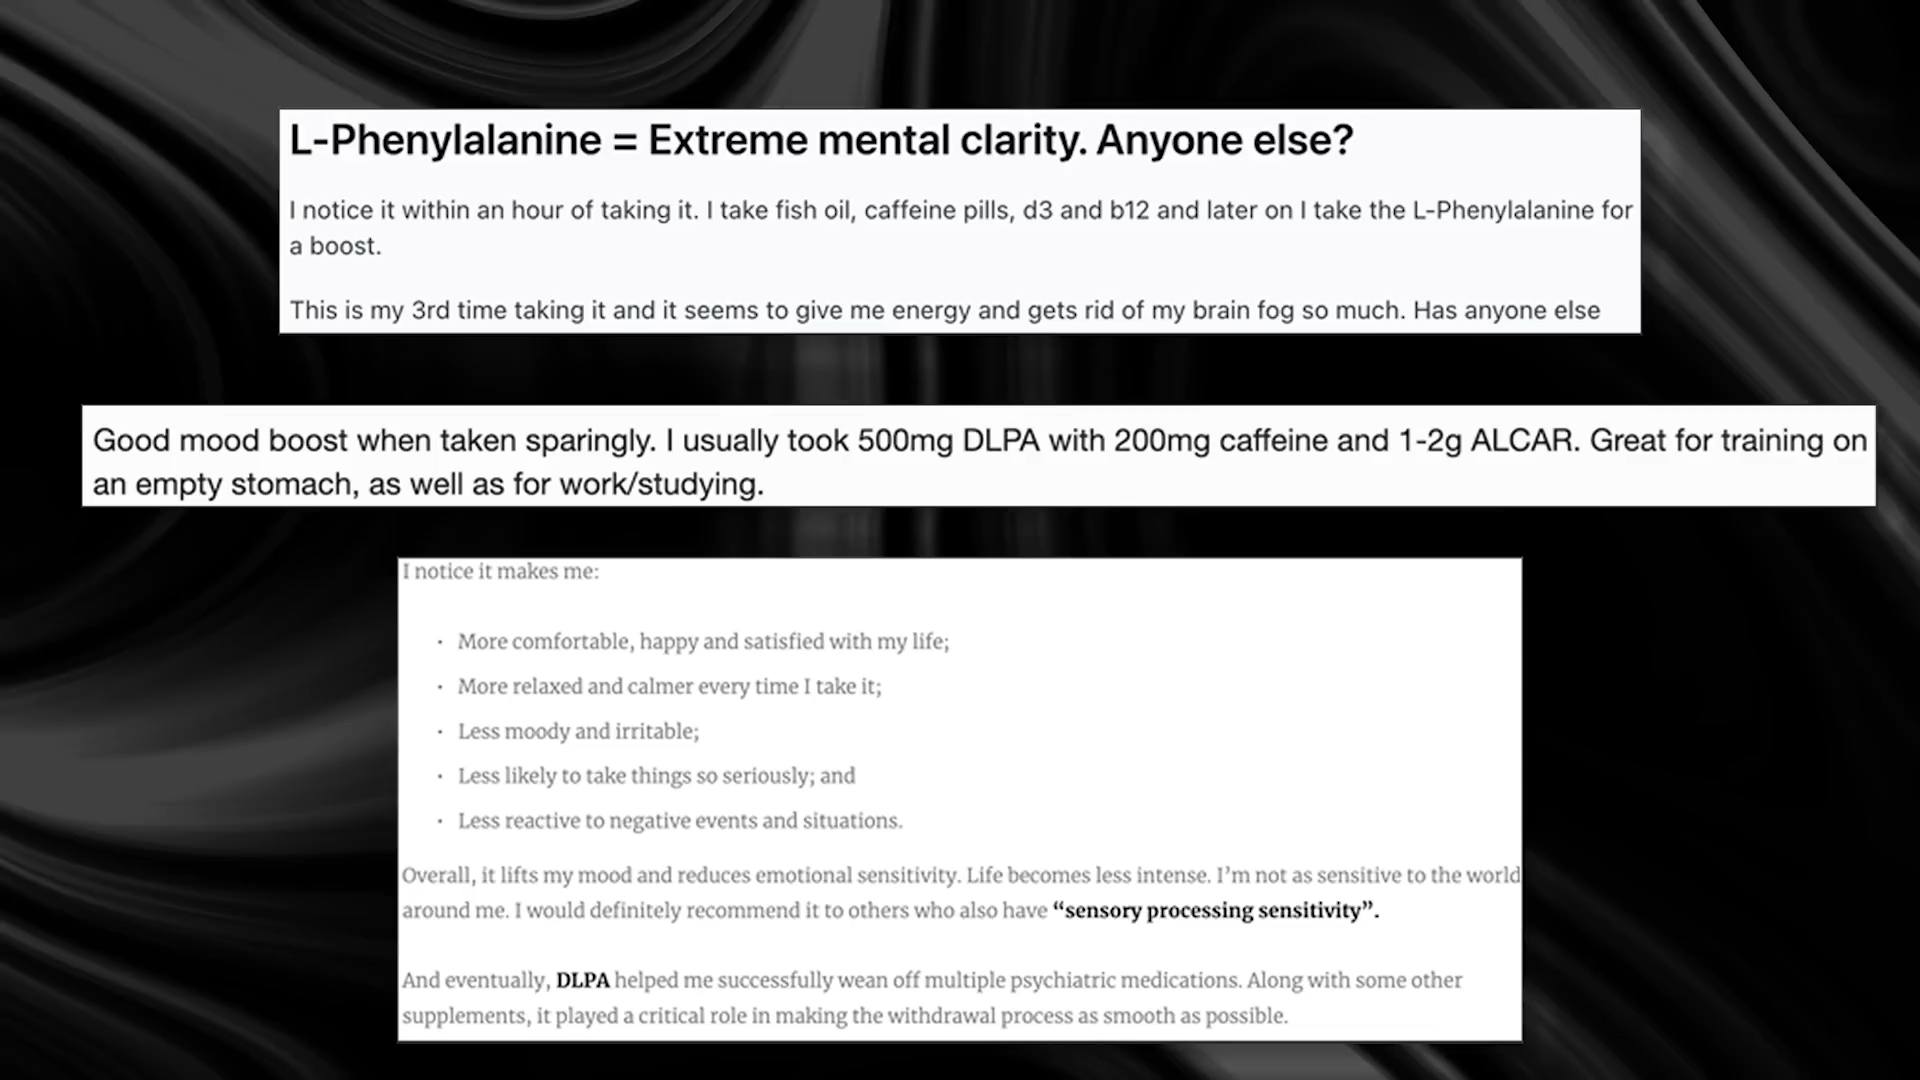 L-Phenylalanine = Extreme mental clarity. Anyone else?
I notice it within an hour of taking it. I take fish oil, caffeine pills, d3 and b12 and later on I take the L-Phenylalanine for
a boost.
This is my 3rd time taking it and it seems to give me energy and gets rid of my brain fog so much. Has anyone else
Good mood boost when taken sparingly. I usually took 500mg DLPA with 200mg caffeine and 1-2g ALCAR. Great for training on
an empty stomach, as well as for work/studying.
I notice it makes me:
· More comfortable, happy and satisfied with my life;
· More relaxed and calmer every time I take it;
· Less moody and irritable;
· Less likely to take things so seriously; and
· Less reactive to negative events and situations.
Overall, it lifts my mood and reduces emotional sensitivity. Life becomes less intense. I’m not as sensitive to the world
around me. I would definitely recommend it to others who also have “sensory processing sensitivity”.
And eventually, DLPA helped me successfully wean off multiple psychiatric medications. Along with some other
supplements, it played a critical role in making the withdrawal process as smooth as possible.